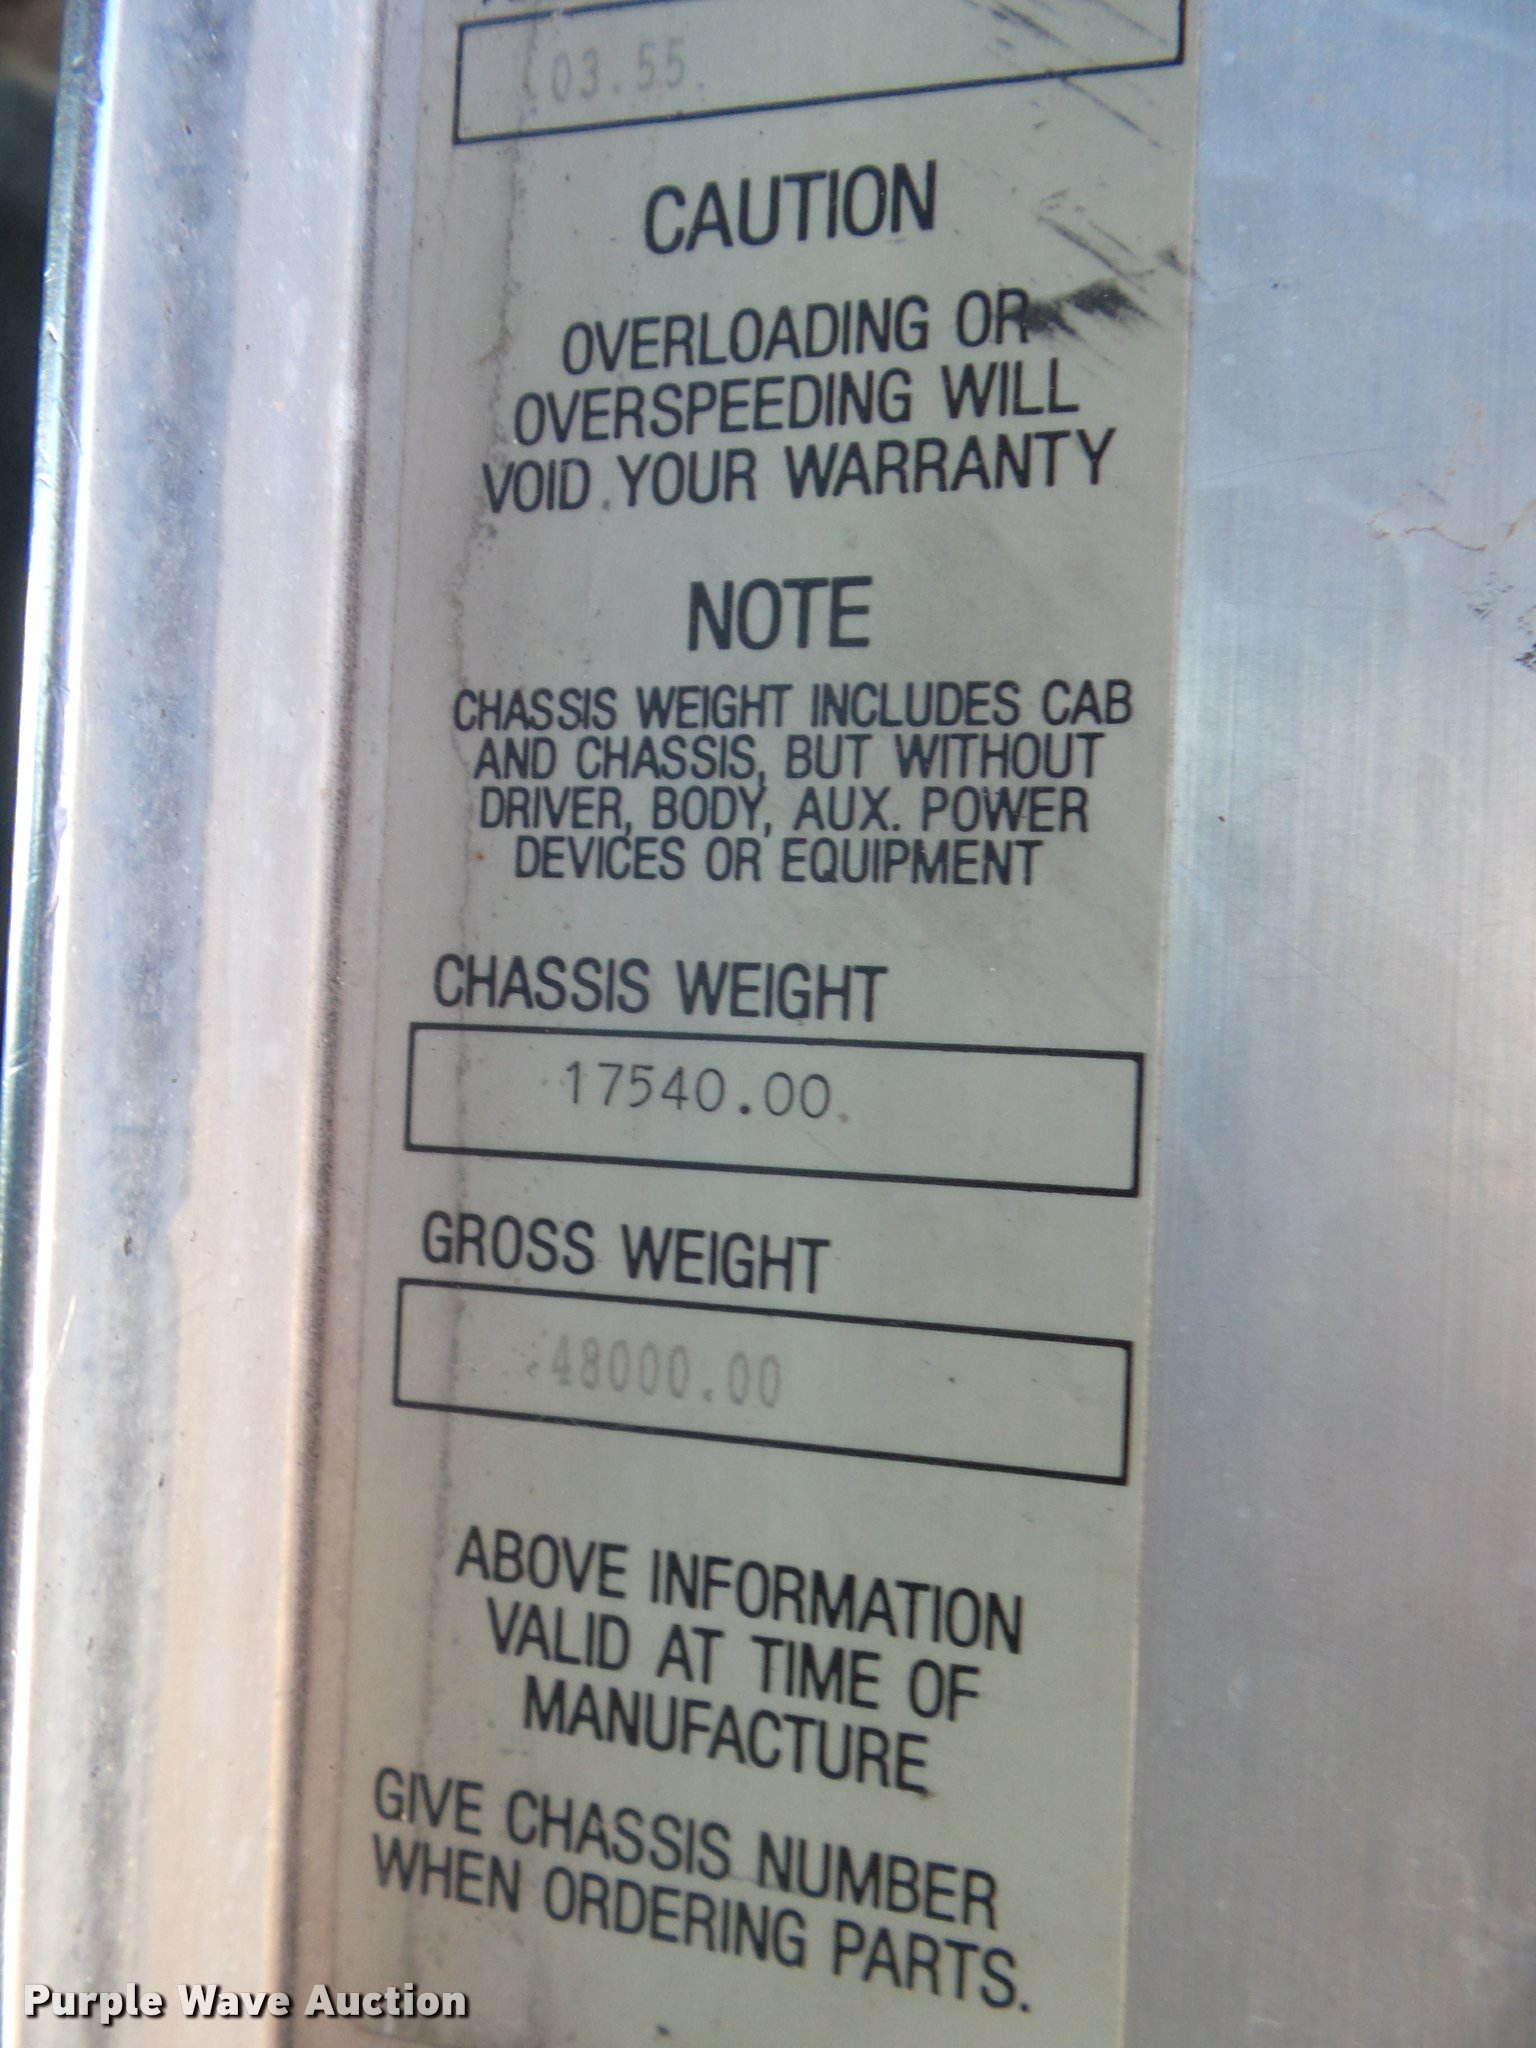 03.55
CAUTION
OVERLOADING OR
OVERSPEEDING WILL
VOID YOUR WARRANTY
NOTE
CHASSIS WEIGHT INCLUDES CAB
AND CHASSIS, BUT WITHOUT
DRIVER, BODY, AUX. POWER
DEVICES OR EQUIPMENT
CHASSIS WEIGHT
17540.00
GROSS WEIGHT
48000.00
ABOVE INFORMATION
VALID AT TIME OF
MANUFACTURE
GIVE CHASSIS NUMBER
WHEN ORDERING PARTS.
Purple Wave Auction